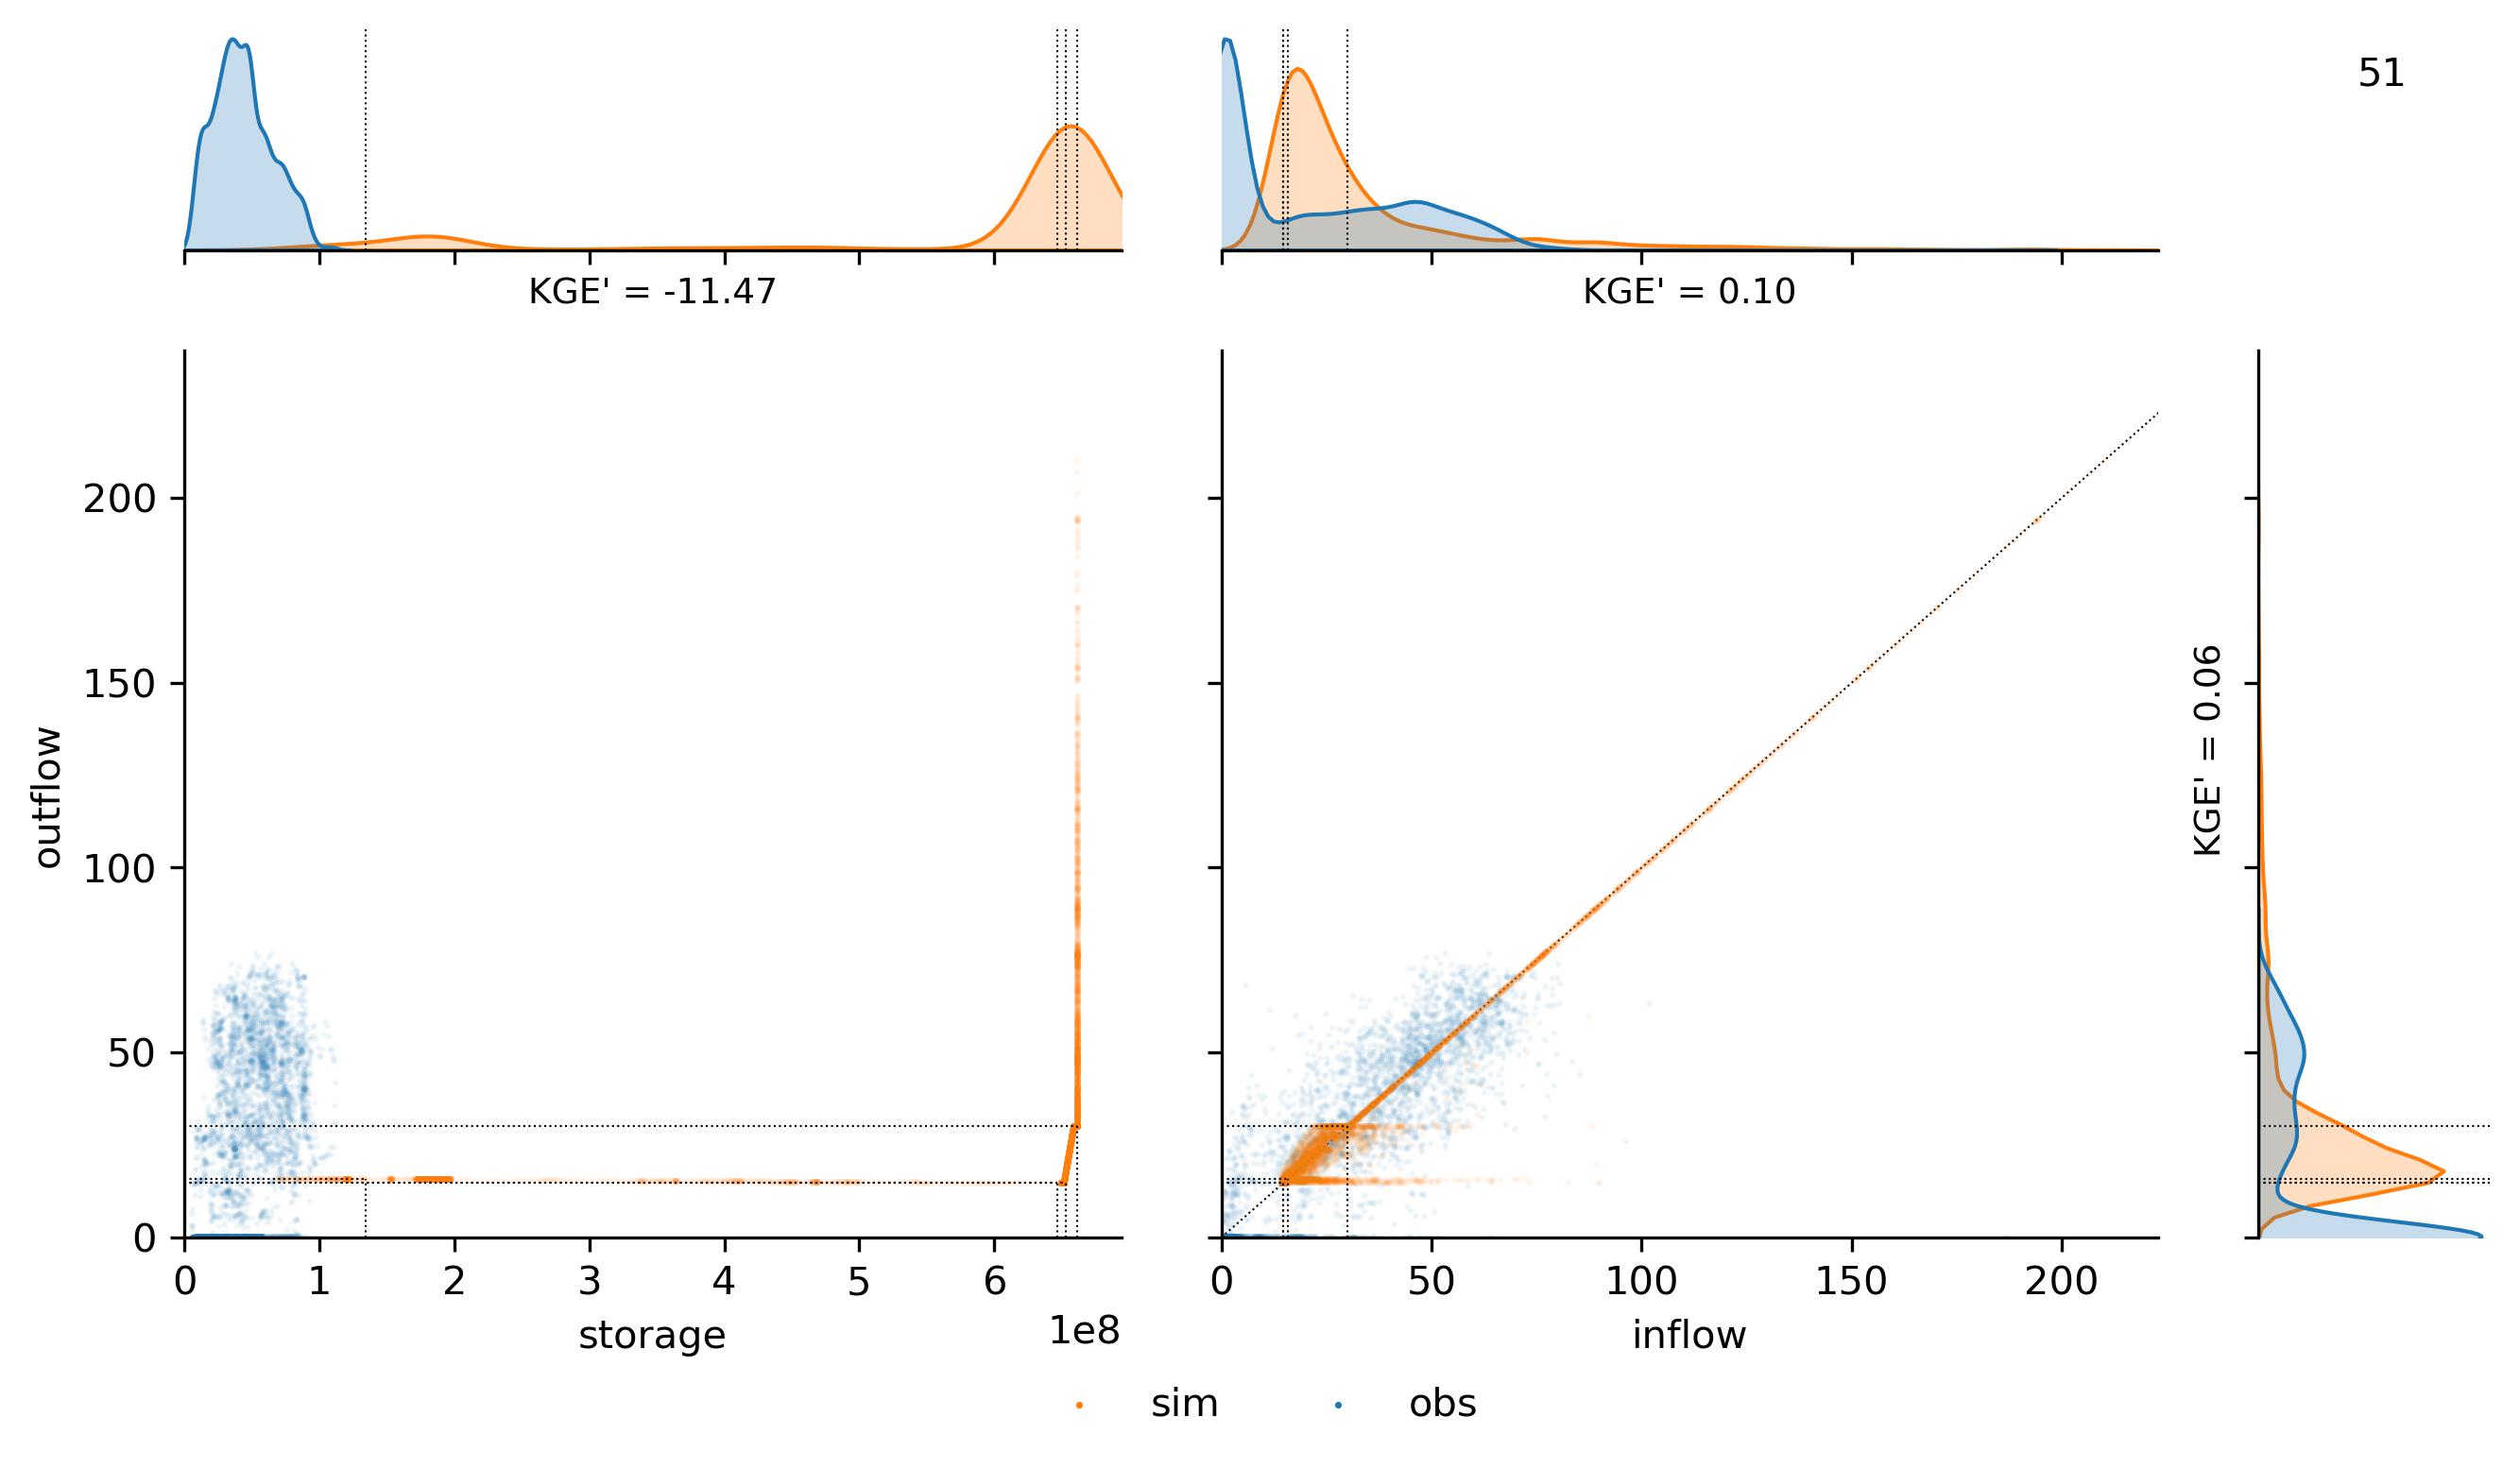 51
KGE' = -11.47
KGE' = 0.10
outflow
200
150
100
50
0
KGE' = 0.06
0 1 2 3 4 5 6
1e8
storage
0 50 100 150 200
inflow
sim obs